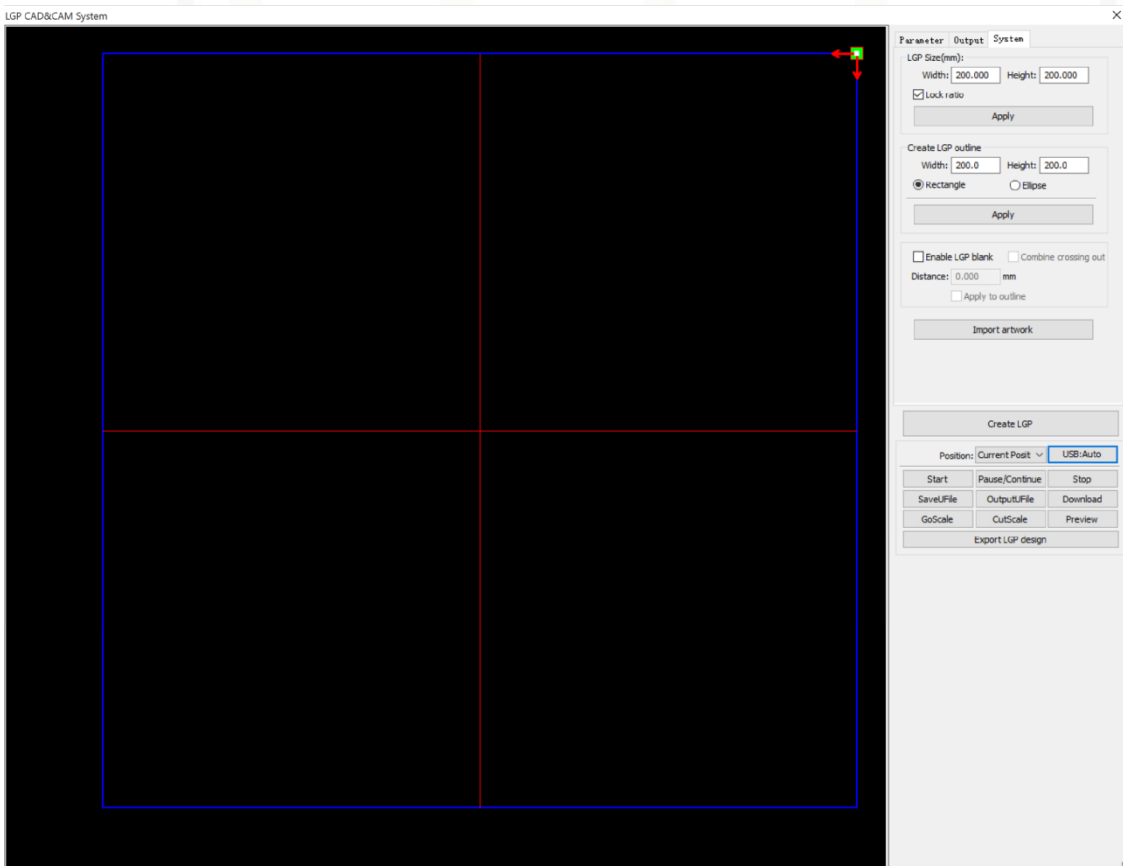 LGP CAD&CAM System
Parameter Output System
LGP Size(mm):
Width: 200.000 Height: 200.000
Lock ratio
Apply
Create LGP outline
Width: 200.0 Height: 200.0
Rectangle Ellipse
Apply
Enable LGP blank Combine crossing out
Distance: 0.000 mm
Apply to outline
Import artwork
Create LGP
Position: Current Posit USB:Auto
Start Pause/Continue Stop
SaveUFile OutputUFile Download
GoScale CutScale Preview
Export LGP design